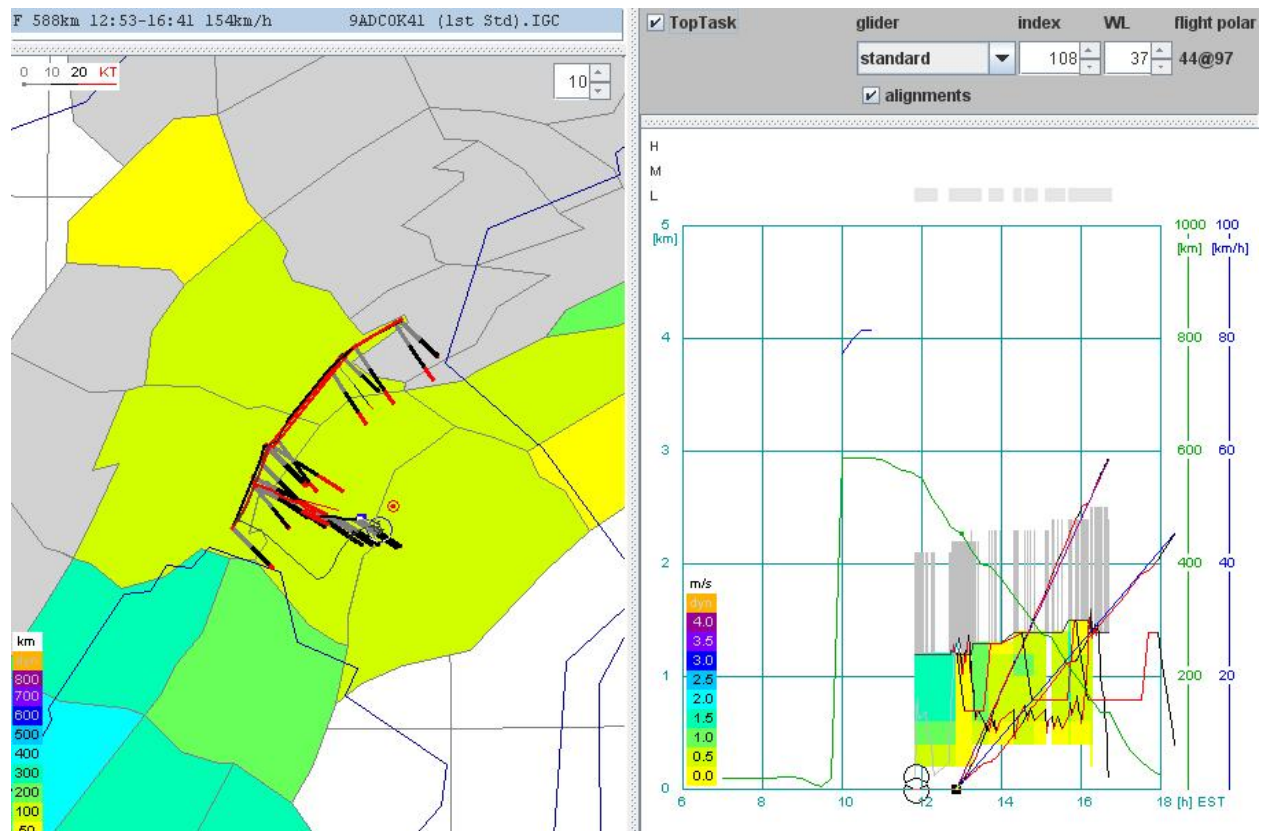 F 588km 12:53-16:41 154km/h 9ADC0K41 (1st Std).IGC
0 10 20 KT
10
km
dyn
800
700
600
500
400
300
200
100
50
TopTask glider index WL flight polar
standard 108 37 44@97
alignments
H
M
L
5 1000 100
[km] [km] [km/h]
4 800 80
3 600 60
2 400 40
m/s
dyn
4.0
3.5
3.0
2.5
2.0
1.5
1.0
0.5
0.0
1 200 20
0
6 8 10 12 14 16 18 [h] EST